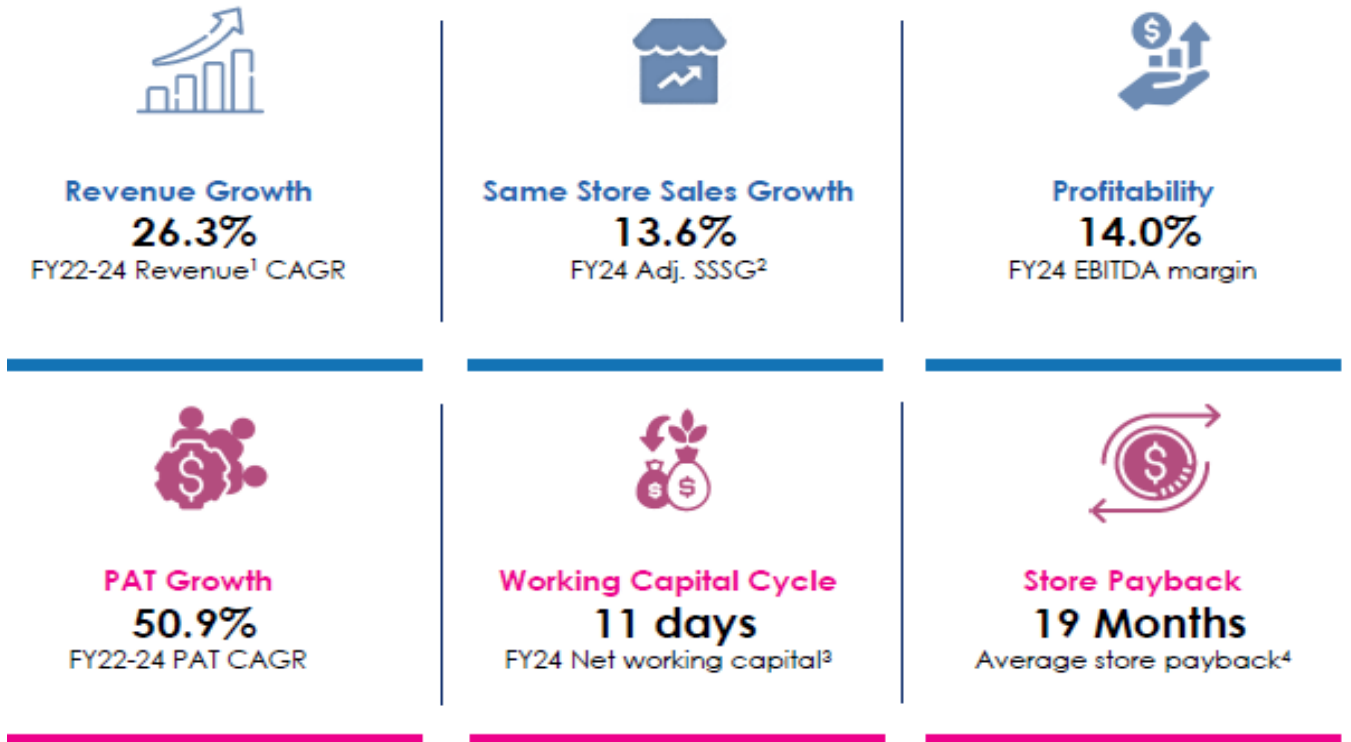 Revenue Growth
26.3%
FY22-24 Revenue¹ CAGR
Same Store Sales Growth
13.6%
FY24 Adj. SSSG²
Profitability
14.0%
FY24 EBITDA margin
PAT Growth
50.9%
FY22-24 PAT CAGR
Working Capital Cycle
11 days
FY24 Net working capital³
Store Payback
19 Months
Average store payback⁴